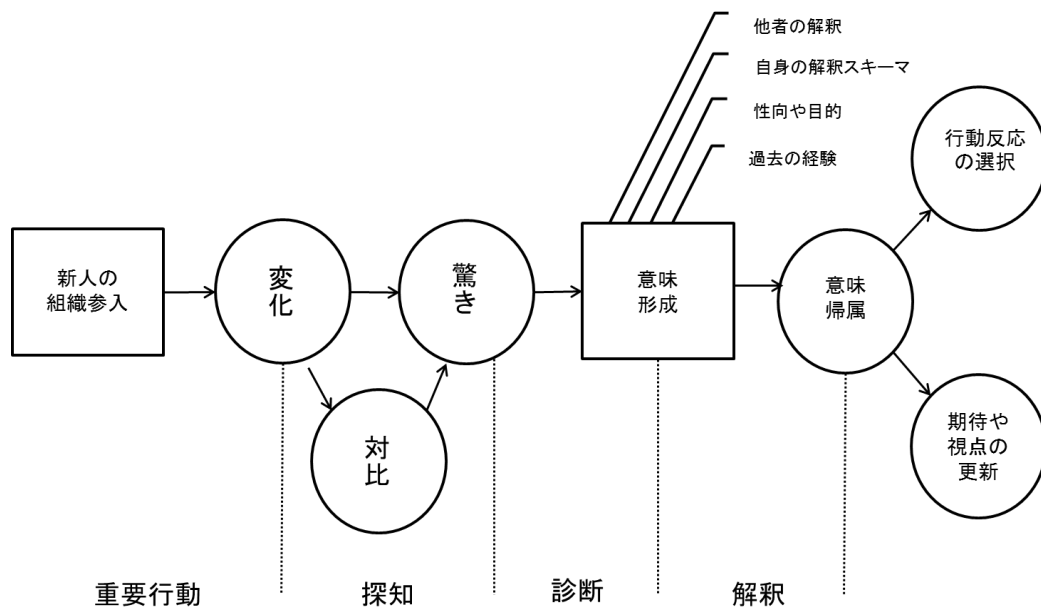 他者の解釈
自身の解釈スキーマ
性向や目的
過去の経験
行動反応
の選択
新人の
組織参入
変化
驚き
意味
形成
意味
帰属
対比
期待や
視点の
更新
重要行動
探知
診断
解釈